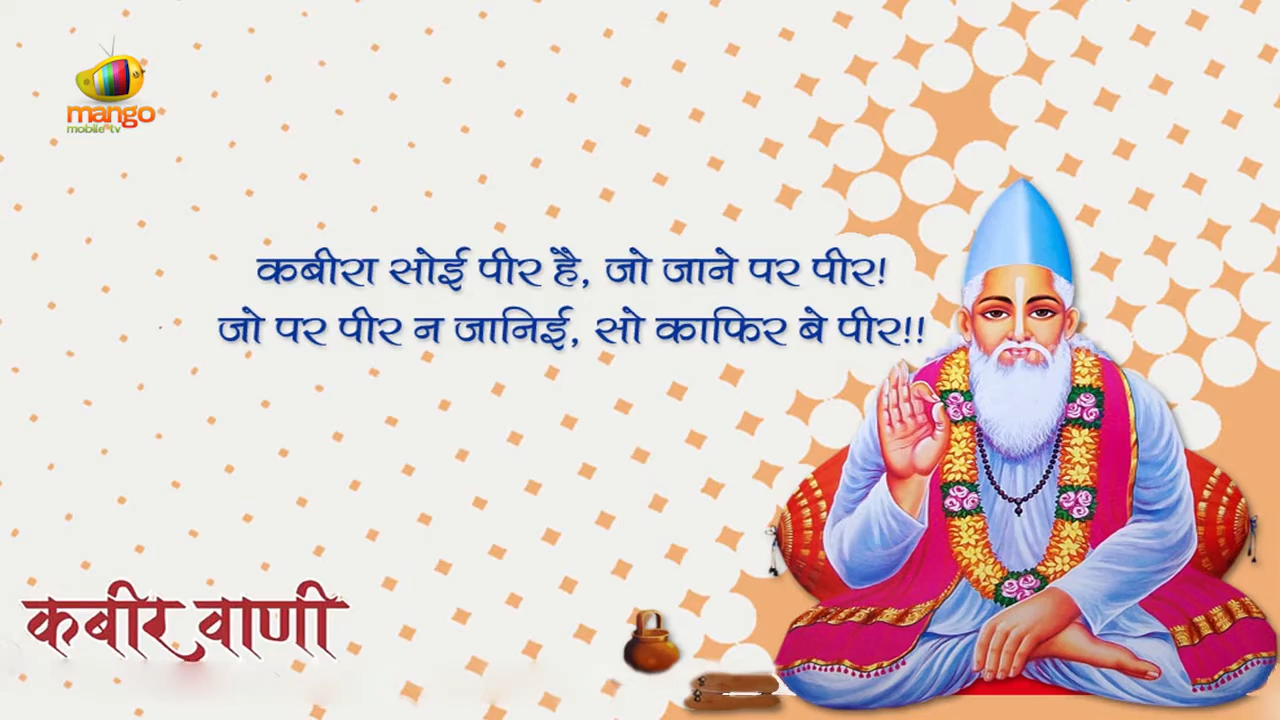 mango
mobile tv
कबीरा सोई पीर है, जो जाने पर पीर!
जो पर पीर न जानिई, सो काफिर बे पीर!!
कबीर वाणी